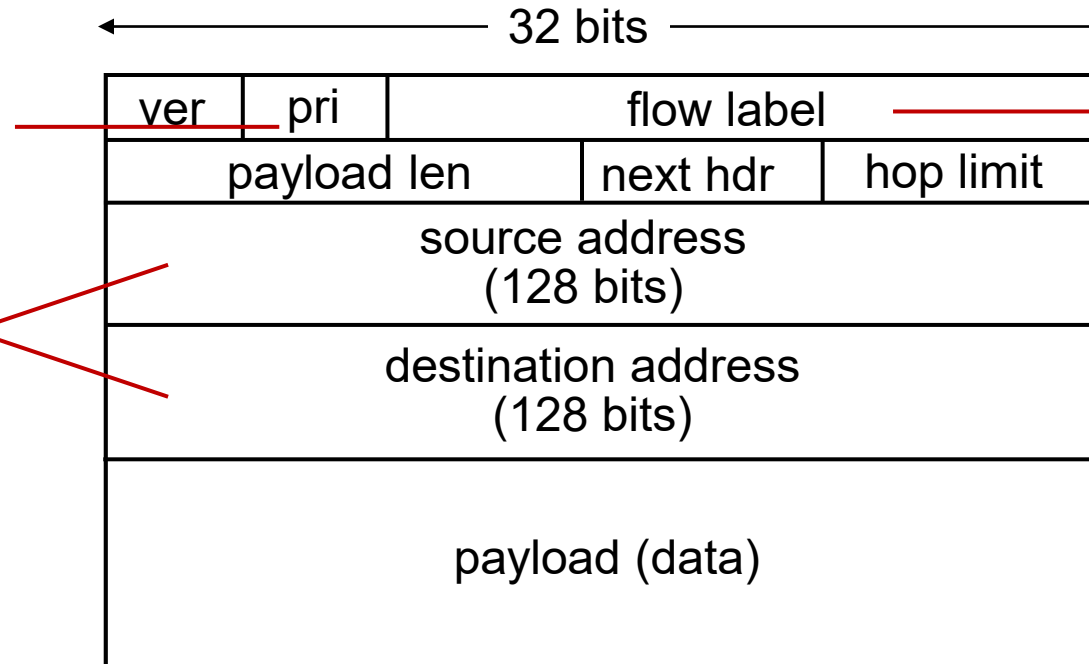 32 bits
ver pri flow label
payload len next hdr hop limit
source address
(128 bits)
destination address
(128 bits)
payload (data)